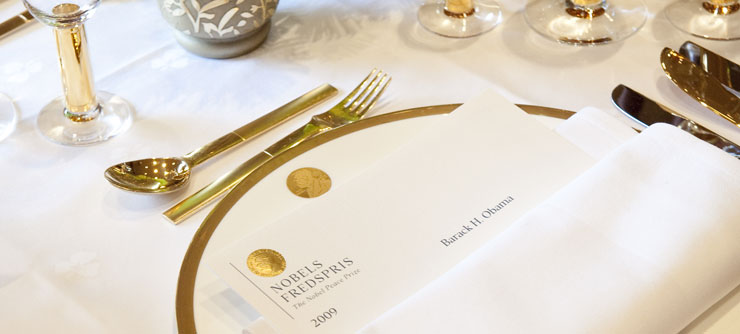 NOBELS
FREDSPRIS
The Nobel Peace Prize
2009
Barack H. Obama